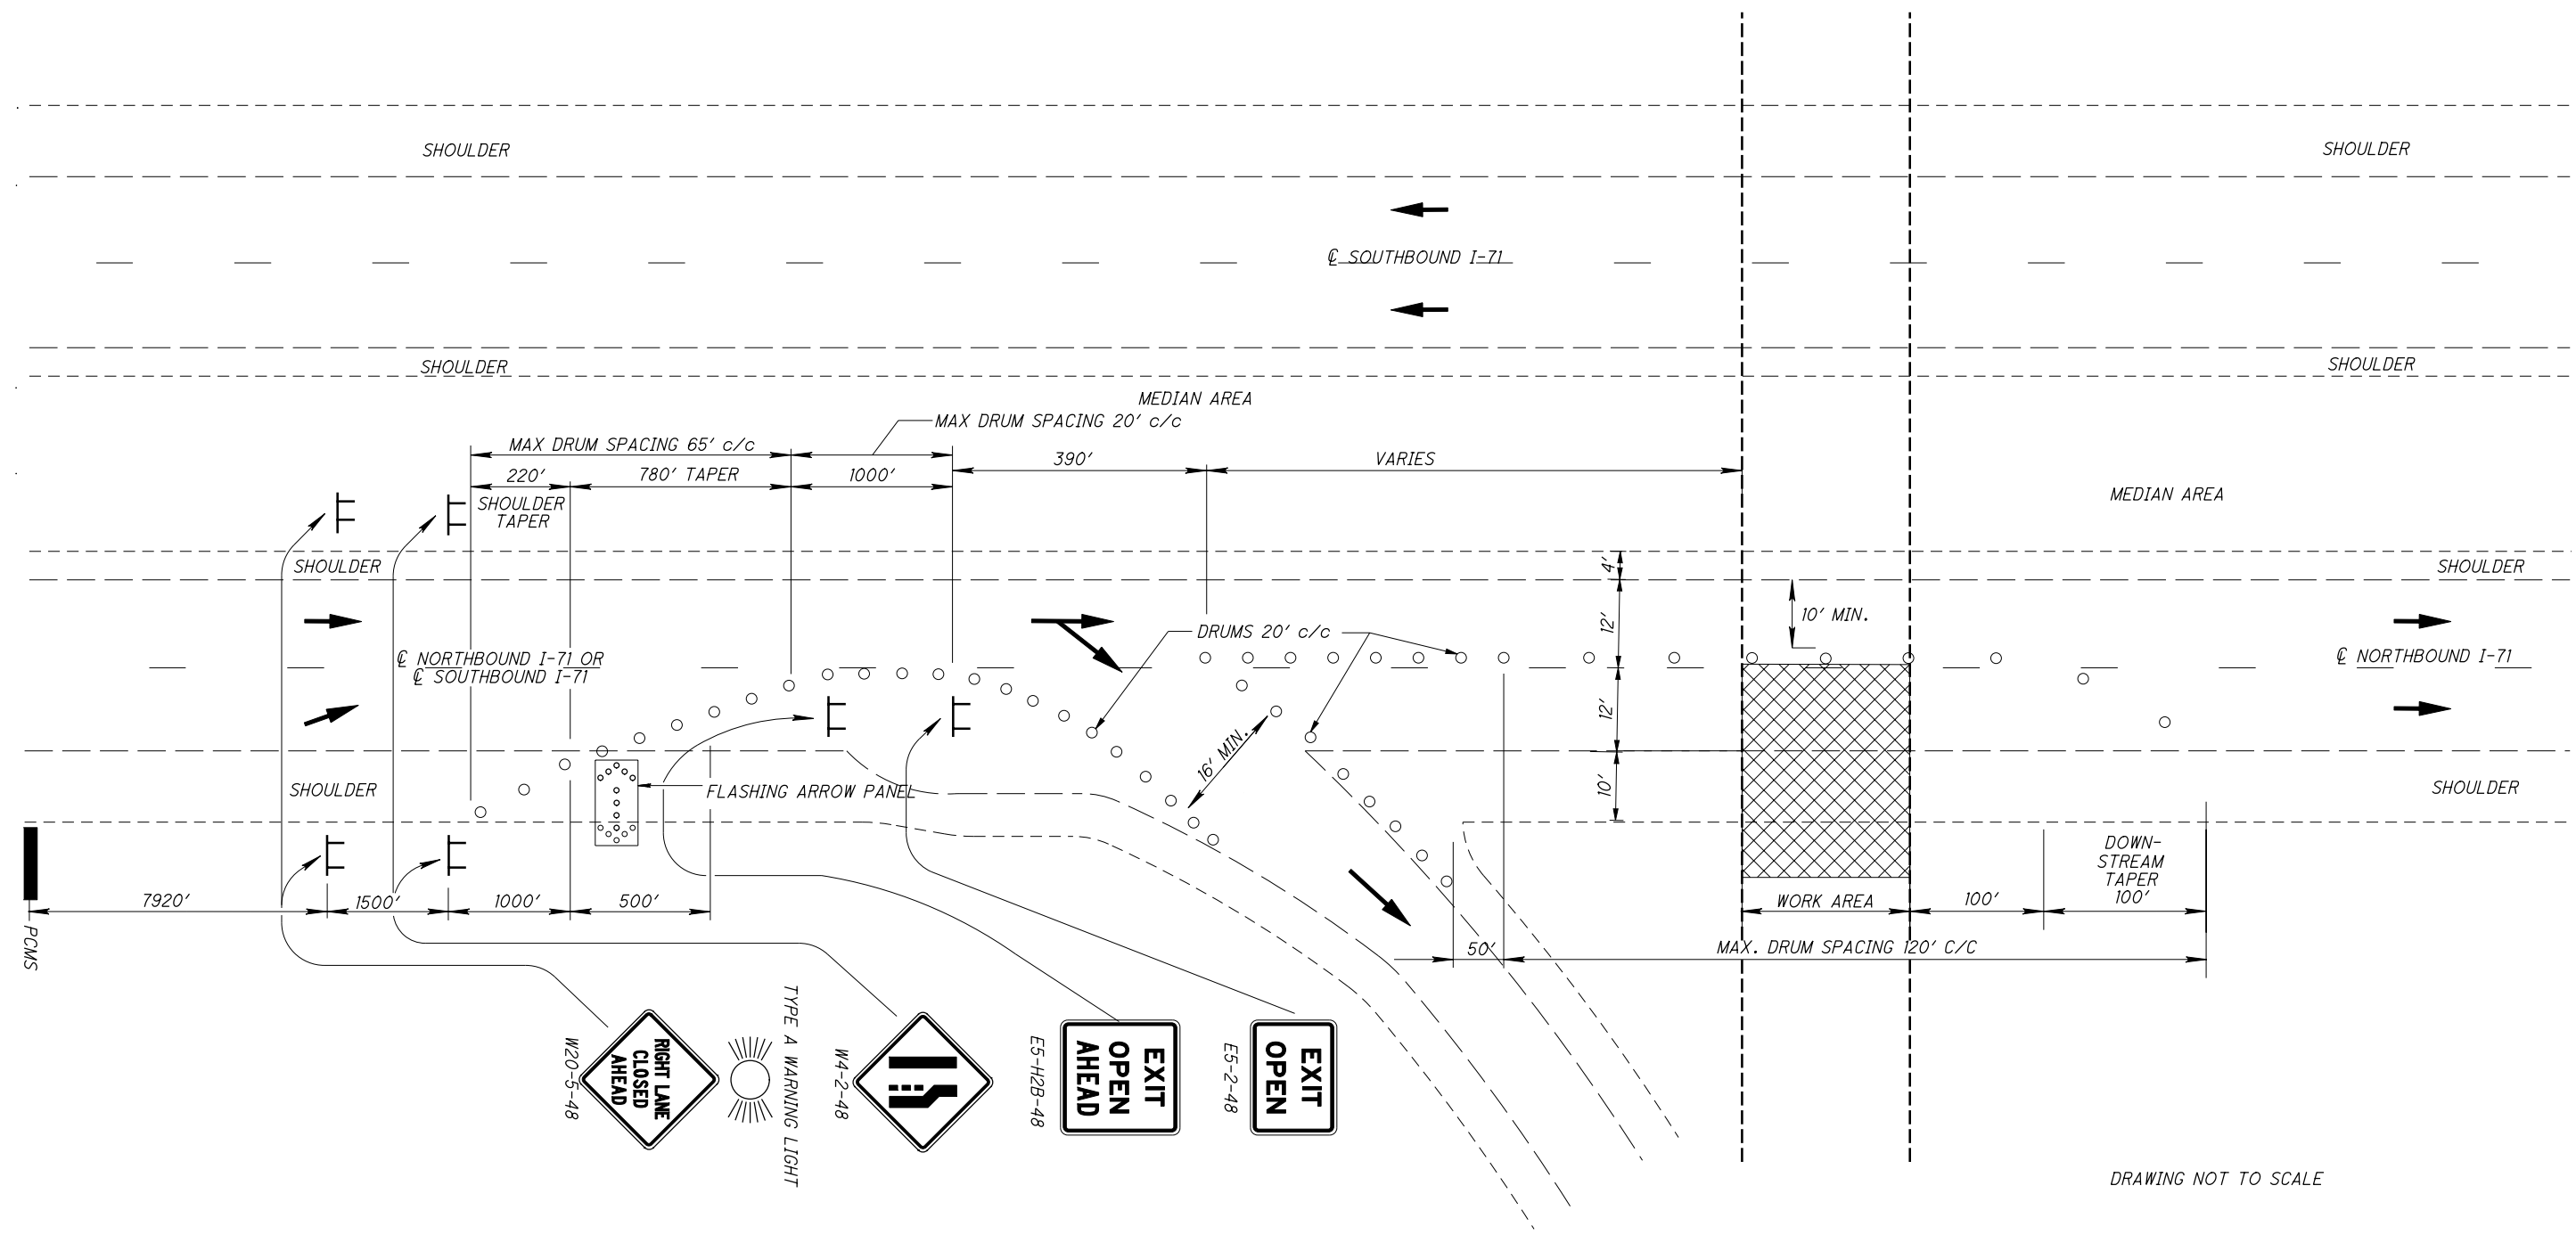 SHOULDER
SHOULDER
℄ SOUTHBOUND I-71
SHOULDER
SHOULDER
MEDIAN AREA
MAX DRUM SPACING 20' c/c
MAX DRUM SPACING 65' c/c
390'
VARIES
220'
780' TAPER
1000'
SHOULDER
TAPER
MEDIAN AREA
SHOULDER
4'
SHOULDER
12'
10' MIN.
DRUMS 20' c/c
℄ NORTHBOUND I-71 OR
℄ SOUTHBOUND I-71
℄ NORTHBOUND I-71
12'
16' MIN.
SHOULDER
FLASHING ARROW PANEL
10'
SHOULDER
DOWN-
STREAM
TAPER
100'
7920'
1500'
1000'
500'
WORK AREA
100'
PCMS
50'
MAX. DRUM SPACING 120' C/C
W20-5-48
RIGHT LANE
CLOSED
AHEAD
TYPE A WARNING LIGHT
W4-2-48
E5-H2B-48
EXIT
OPEN
AHEAD
E5-2-48
EXIT
OPEN
DRAWING NOT TO SCALE